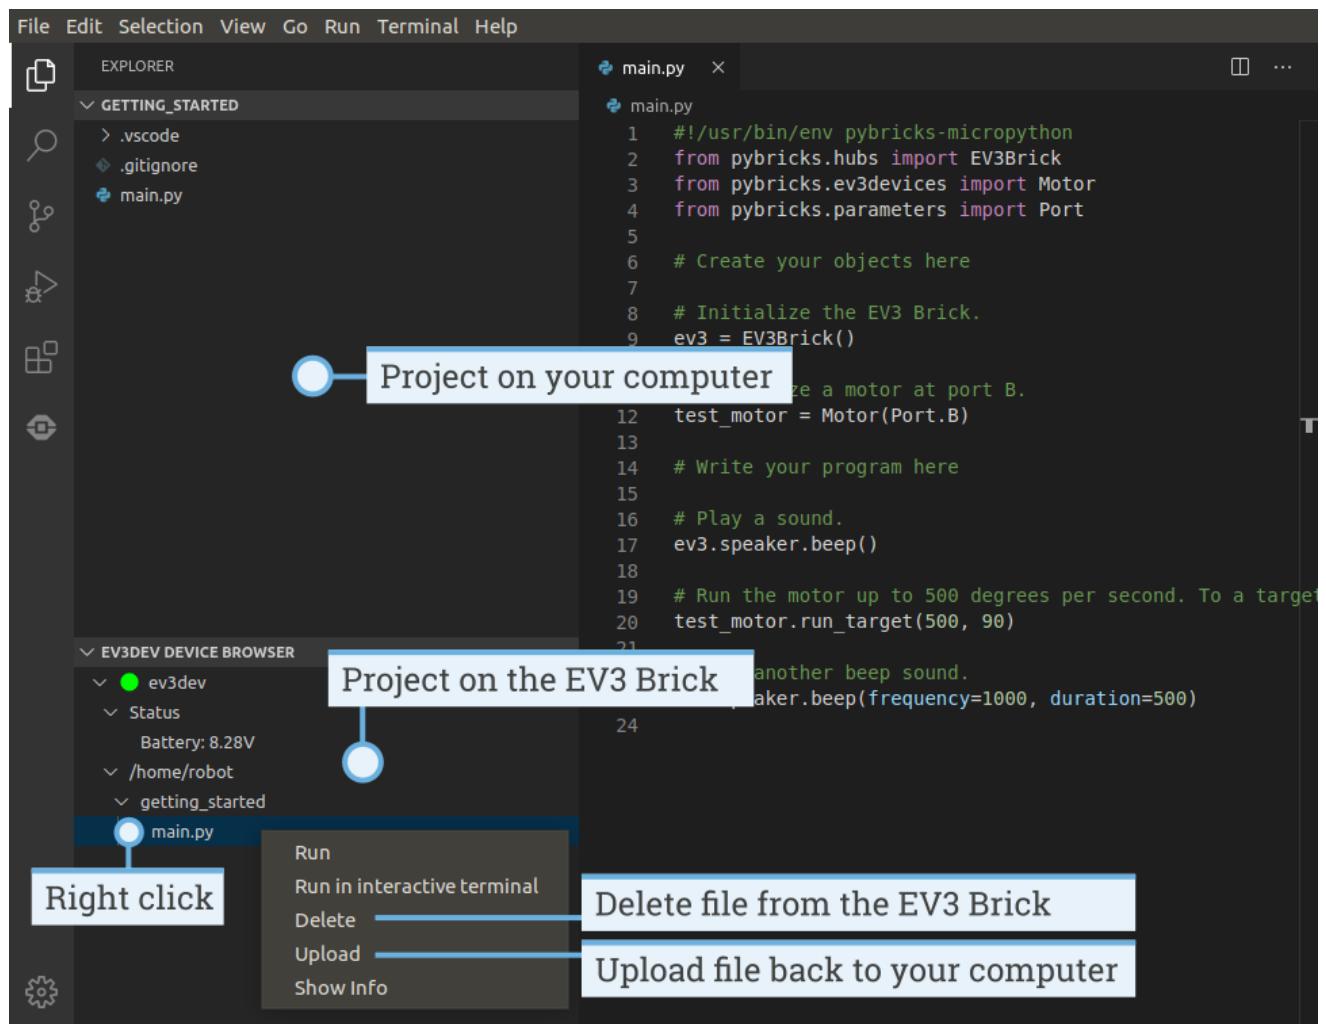 File Edit Selection View Go Run Terminal Help
EXPLORER
GETTING_STARTED
.vscode
.gitignore
main.py
Project on your computer
EV3DEV DEVICE BROWSER
ev3dev
Status
Battery: 8.28V
/home/robot
getting_started
main.py
Right click
Project on the EV3 Brick
Run
Run in interactive terminal
Delete
Upload
Show Info
Delete file from the EV3 Brick
Upload file back to your computer
main.py
main.py
1 #!/usr/bin/env pybricks-micropython
2 from pybricks.hubs import EV3Brick
3 from pybricks.ev3devices import Motor
4 from pybricks.parameters import Port
5
6 # Create your objects here
7
8 # Initialize the EV3 Brick.
9 ev3 = EV3Brick()
a motor at port B.
12 test_motor = Motor(Port.B)
13
14 # Write your program here
15
16 # Play a sound.
17 ev3.speaker.beep()
18
19 # Run the motor up to 500 degrees per second. To a target
20 test_motor.run_target(500, 90)
21
another beep sound.
aker.beep(frequency=1000, duration=500)
24